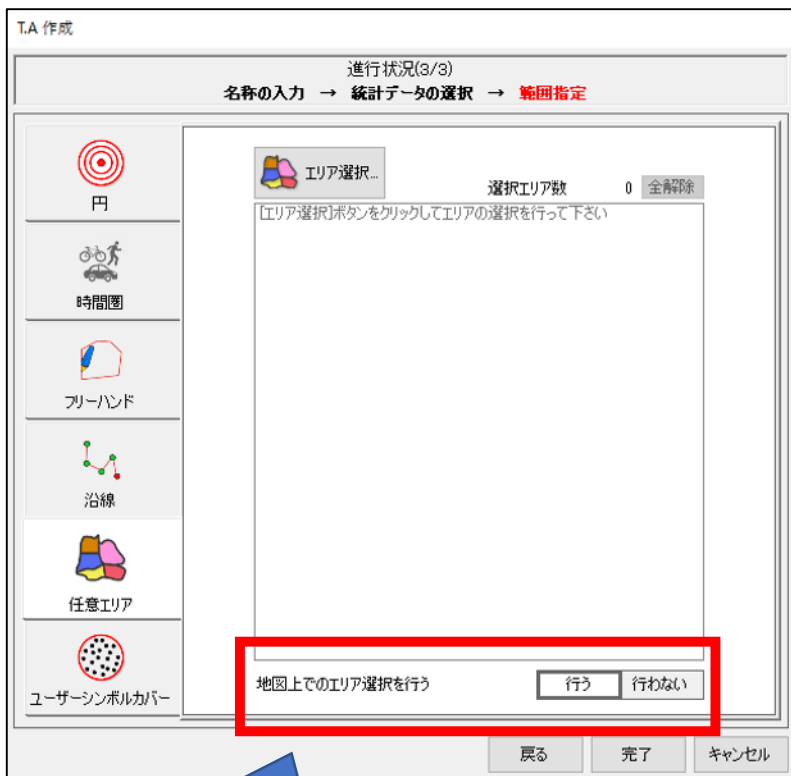 T.A 作成
進行状況(3/3)
名称の入力 → 統計データの選択 → 範囲指定
円
時間圏
フリーハンド
沿線
任意エリア
ユーザーシンボルカバー
エリア選択...
選択エリア数 0 全解除
[エリア選択]ボタンをクリックしてエリアの選択を行って下さい
地図上でのエリア選択を行う 行う 行わない
戻る 完了 キャンセル